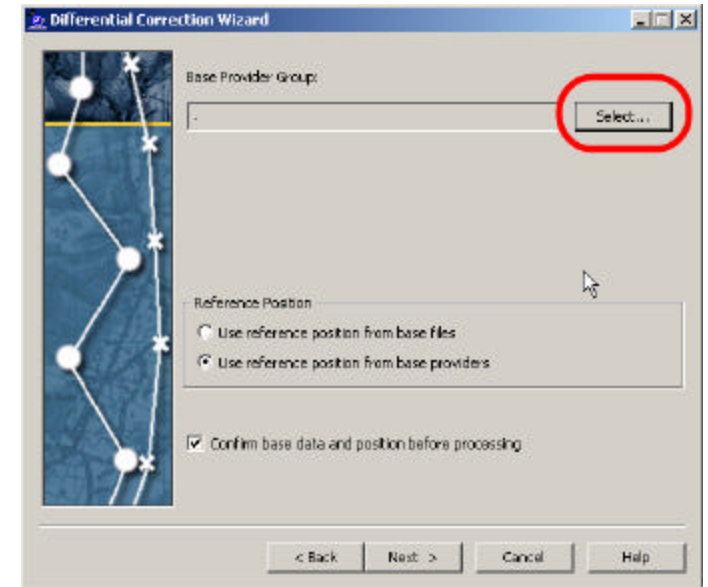 Differential Correction Wizard
Base Provider Group:
.
Select...
Reference Position
Use reference position from base files
Use reference position from base providers
Confirm base data and position before processing
< Back
Next >
Cancel
Help